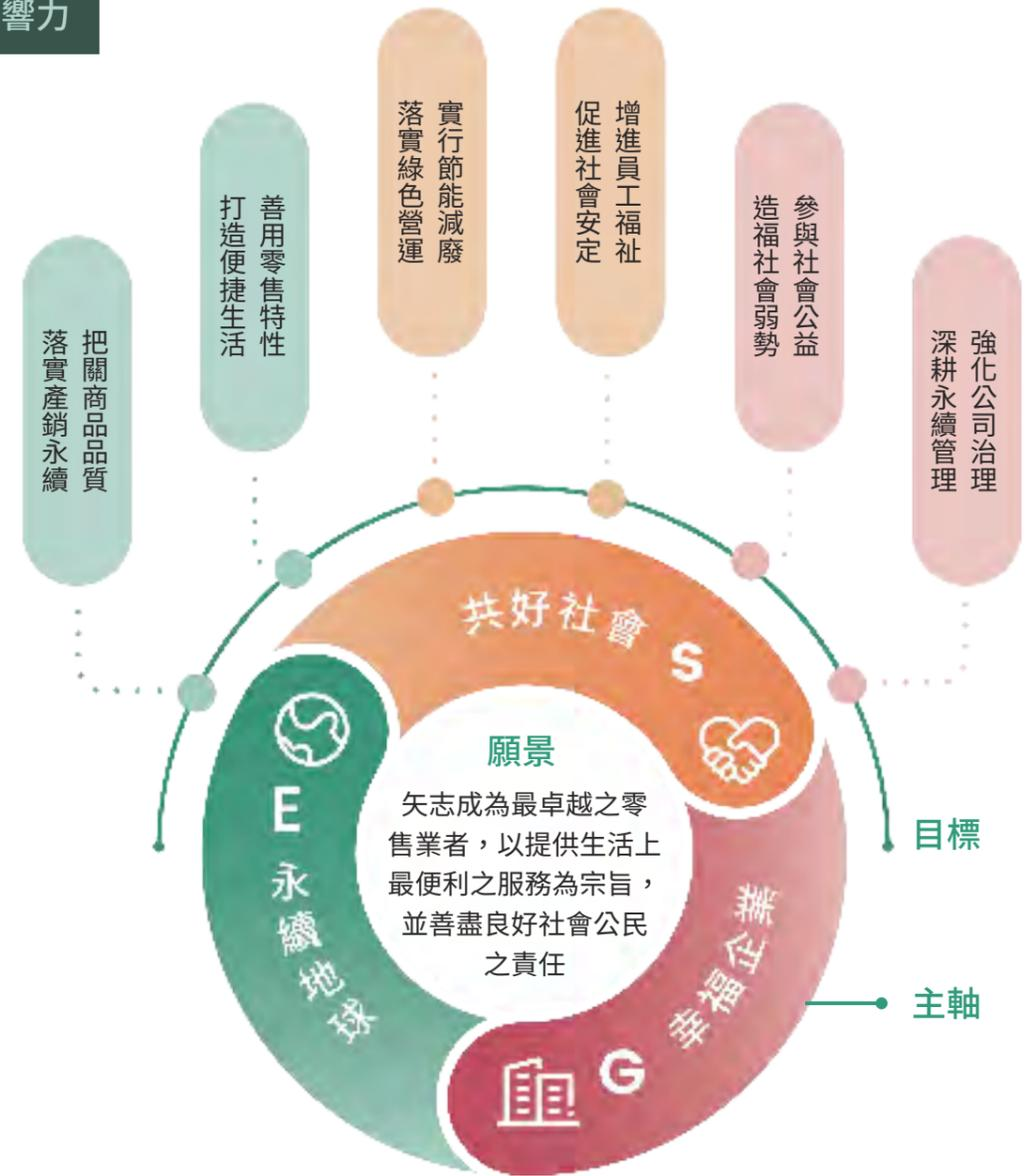 響力
把關商品品質
落實產銷永續
善用零售特性
打造便捷生活
實行節能減廢
落實綠色營運
增進員工福祉
促進社會安定
參與社會公益
造福社會弱勢
強化公司治理
深耕永續管理
共好社會 S
E 永續地球
幸福企業
G
願景
矢志成為最卓越之零
售業者，以提供生活上
最便利之服務為宗旨，
並善盡良好社會公民
之責任
目標
主軸